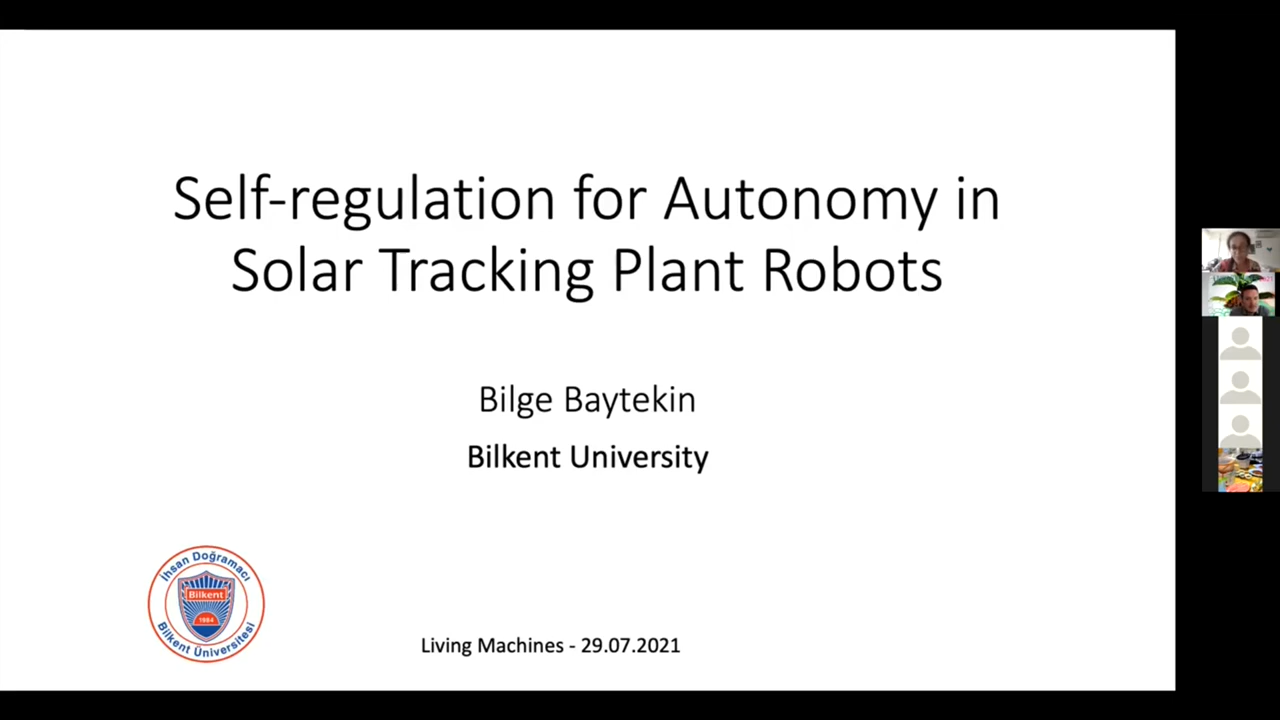 Self-regulation for Autonomy in
Solar Tracking Plant Robots
Bilge Baytekin
Bilkent University
İhsan Doğramacı
Bilkent
1984
Bilkent Üniversitesi
Living Machines - 29.07.2021